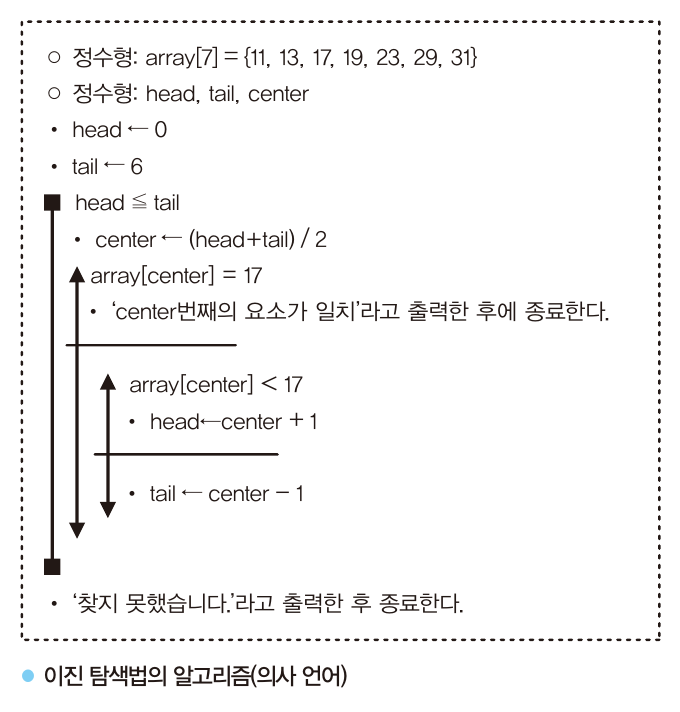 ○ 정수형: array[7] = {11, 13, 17, 19, 23, 29, 31}
○ 정수형: head, tail, center
• head ← 0
• tail ← 6
head ≦ tail
• center ← (head+tail) / 2
array[center] = 17
• ‘center번째의 요소가 일치’라고 출력한 후에 종료한다.
array[center] < 17
• head←center + 1
• tail ← center − 1
• ‘찾지 못했습니다.’라고 출력한 후 종료한다.
● 이진 탐색법의 알고리즘(의사 언어)